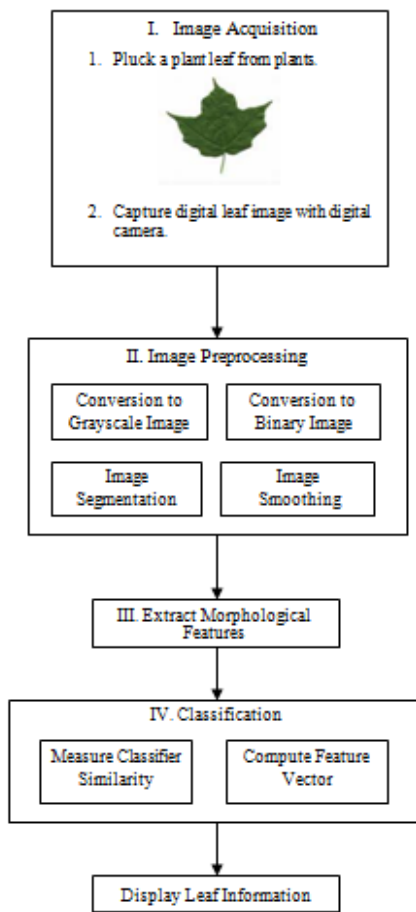 I. Image Acquisition
1. Pluck a plant leaf from plants.
2. Capture digital leaf image with digital
camera.
II. Image Preprocessing
Conversion to
Grayscale Image
Conversion to
Binary Image
Image
Segmentation
Image
Smoothing
III. Extract Morphological
Features
IV. Classification
Measure Classifier
Similarity
Compute Feature
Vector
Display Leaf Information